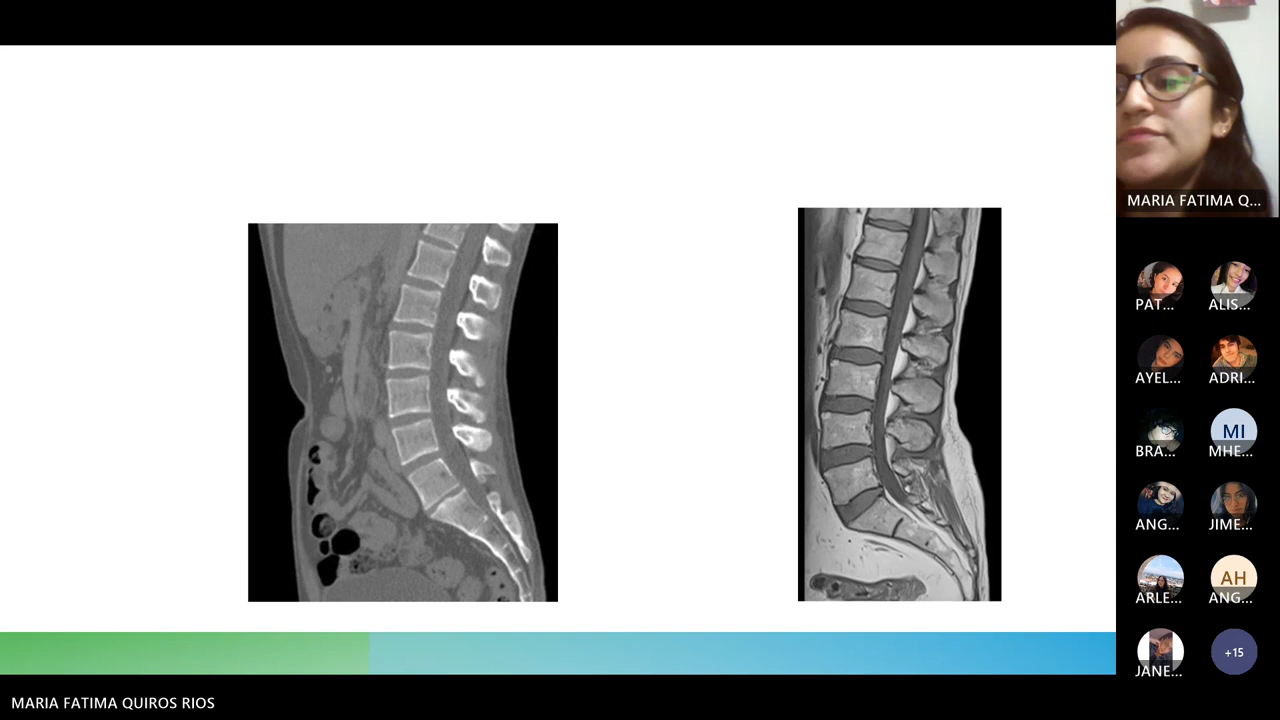 MARIA FATIMA Q...
PAT...
ALIS...
AYEL...
ADRI...
BRA...
MI
MHE...
ANG...
JIME...
ARLE...
AH
ANG...
JANE...
+15
MARIA FATIMA QUIROS RIOS